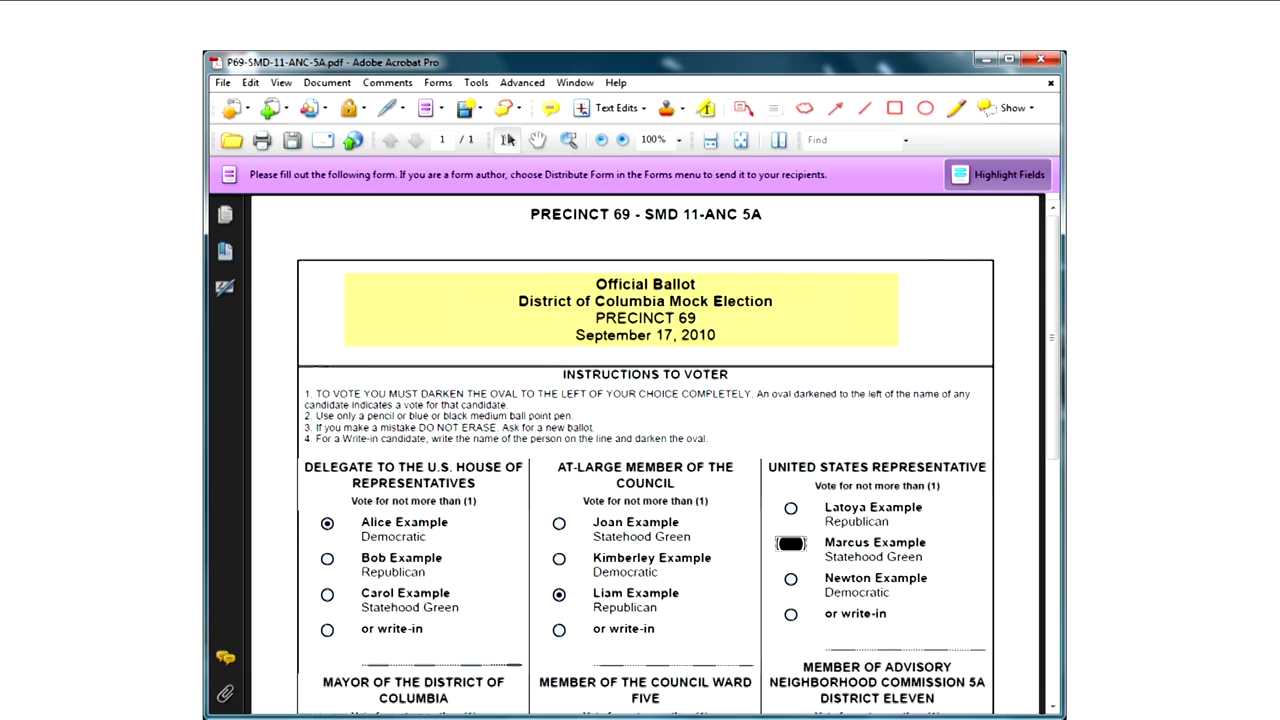 P69-SMD-11-ANC-5A.pdf - Adobe Acrobat Pro
File Edit View Document Comments Forms Tools Advanced Window Help
Text Edits Show
1 / 1 100% Find
Please fill out the following form. If you are a form author, choose Distribute Form in the Forms menu to send it to your recipients.
Highlight Fields
PRECINCT 69 - SMD 11-ANC 5A
Official Ballot
District of Columbia Mock Election
PRECINCT 69
September 17, 2010
INSTRUCTIONS TO VOTER
1. TO VOTE YOU MUST DARKEN THE OVAL TO THE LEFT OF YOUR CHOICE COMPLETELY. An oval darkened to the left of the name of any
candidate indicates a vote for that candidate.
2. Use only a pencil or blue or black medium ball point pen.
3. If you make a mistake DO NOT ERASE. Ask for a new ballot.
4. For a Write-in candidate, write the name of the person on the line and darken the oval.
DELEGATE TO THE U.S. HOUSE OF
REPRESENTATIVES
Vote for not more than (1)
Alice Example
Democratic
Bob Example
Republican
Carol Example
Statehood Green
or write-in
MAYOR OF THE DISTRICT OF
COLUMBIA
AT-LARGE MEMBER OF THE
COUNCIL
Vote for not more than (1)
Joan Example
Statehood Green
Kimberley Example
Democratic
Liam Example
Republican
or write-in
MEMBER OF THE COUNCIL WARD
FIVE
UNITED STATES REPRESENTATIVE
Vote for not more than (1)
Latoya Example
Republican
Marcus Example
Statehood Green
Newton Example
Democratic
or write-in
MEMBER OF ADVISORY
NEIGHBORHOOD COMMISSION 5A
DISTRICT ELEVEN